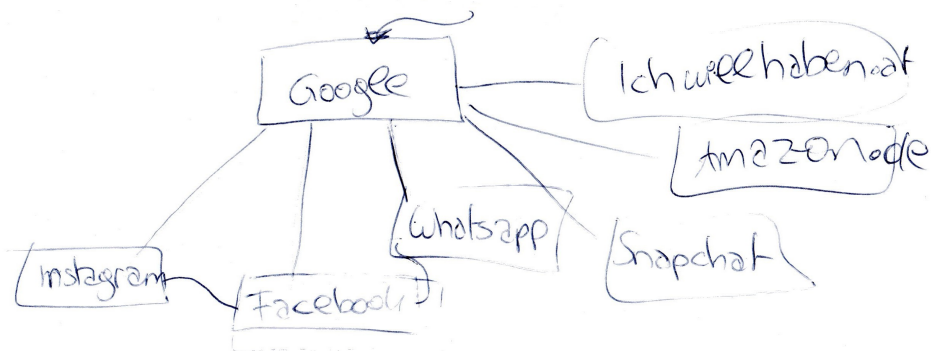 Google
Ichwillhaben.at
Amazon.de
Whatsapp
Snapchat
Instagram
Facebook